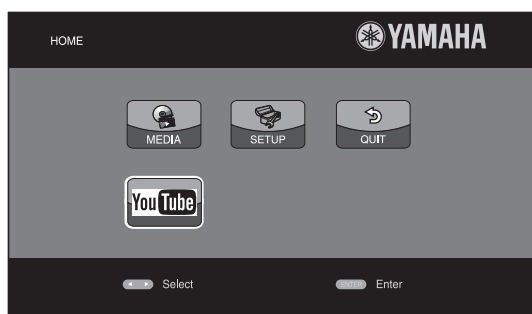 HOME
YAMAHA
MEDIA
SETUP
QUIT
YouTube
Select
ENTER Enter